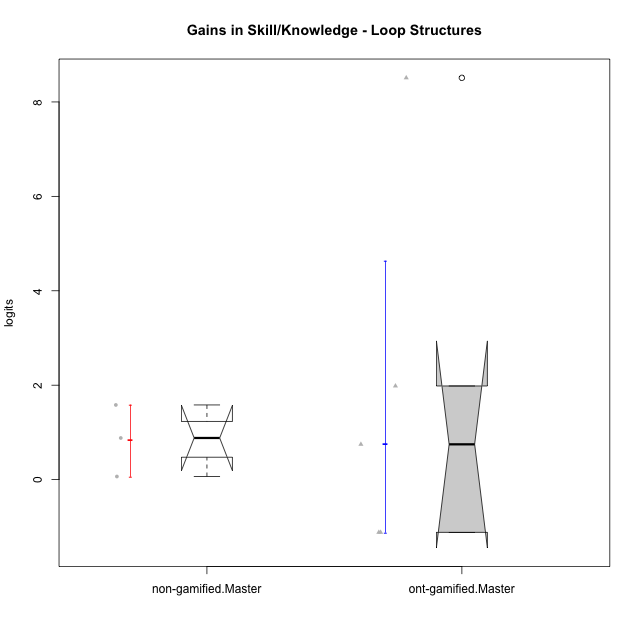 Gains in Skill/Knowledge - Loop Structures
logits
8
6
4
2
0
non-gamified.Master
ont-gamified.Master